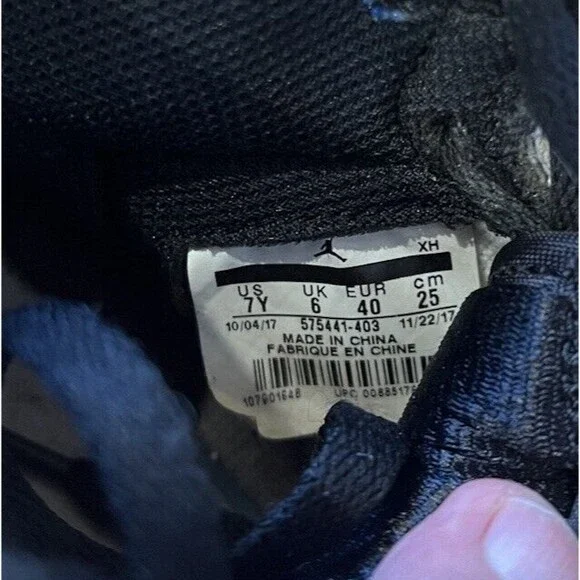 XH
US UK EUR cm
7Y 6 40 25
10/04/17 575441-403 11/22/17
MADE IN CHINA
FABRIQUE EN CHINE
UPC